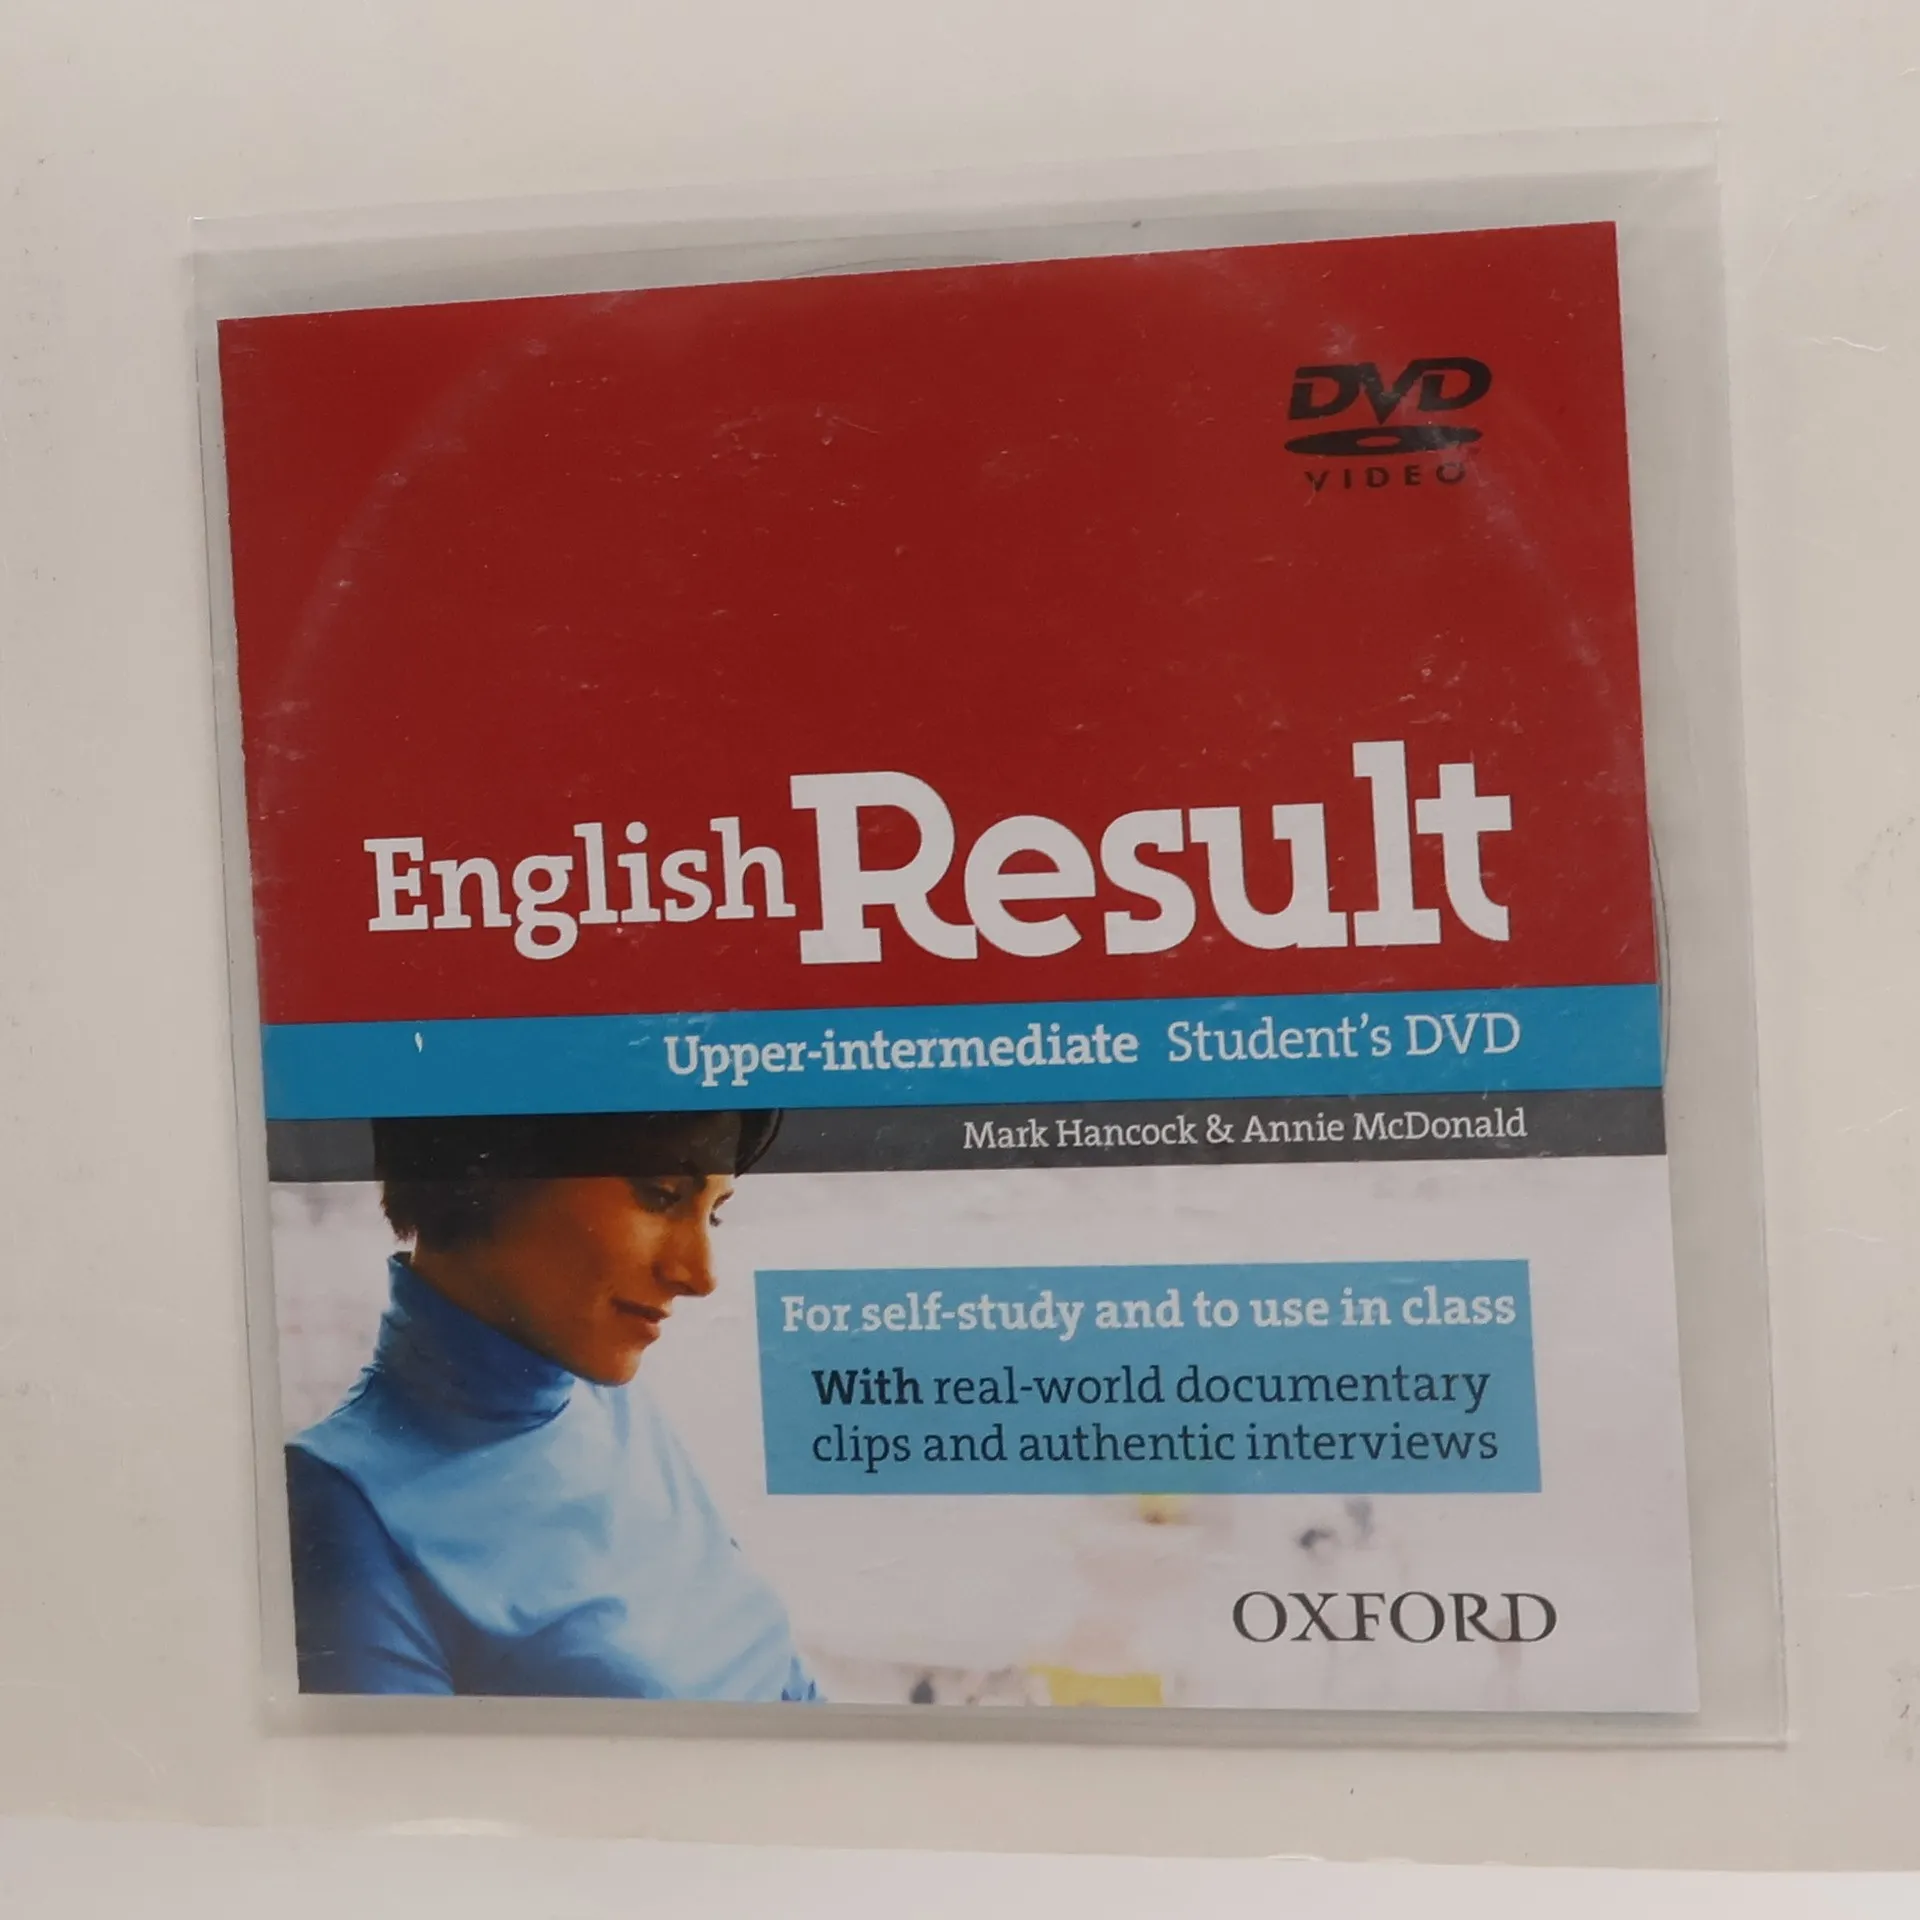 DVD
VIDEO
English Result
Upper-intermediate Student's DVD
Mark Hancock & Annie McDonald
For self-study and to use in class
With real-world documentary
clips and authentic interviews
OXFORD